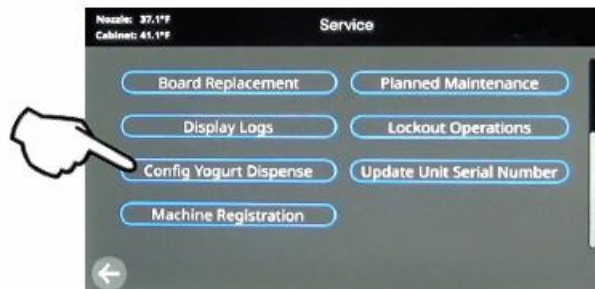 Nozzle: 37.1°F
Cabinet: 41.1°F
Service
Board Replacement
Planned Maintenance
Display Logs
Lockout Operations
Config Yogurt Dispense
Update Unit Serial Number
Machine Registration